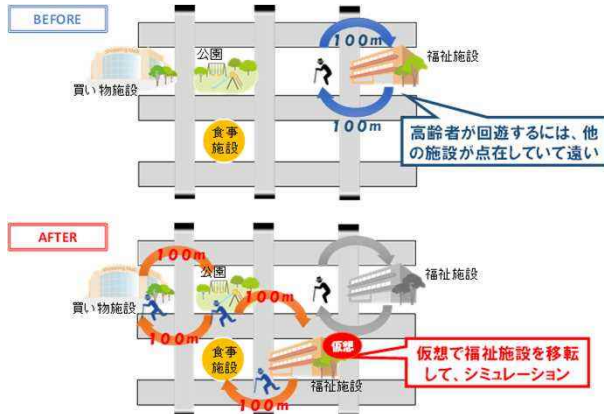 BEFORE
公園
100m
福祉施設
買い物施設
100m
食事
施設
高齢者が回遊するには、他
の施設が点在していて遠い
AFTER
100m
公園
100m
福祉施設
買い物施設
100m
仮想
食事
施設
仮想で福祉施設を移転
して、シミュレーション
福祉施設
100m